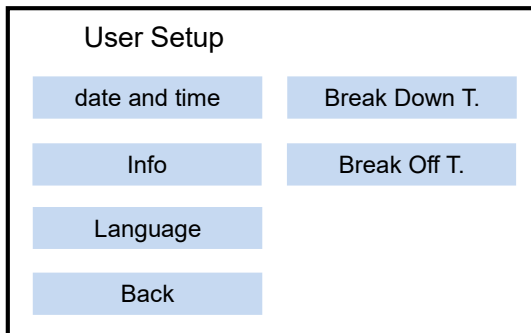 User Setup
date and time
Break Down T.
Info
Break Off T.
Language
Back